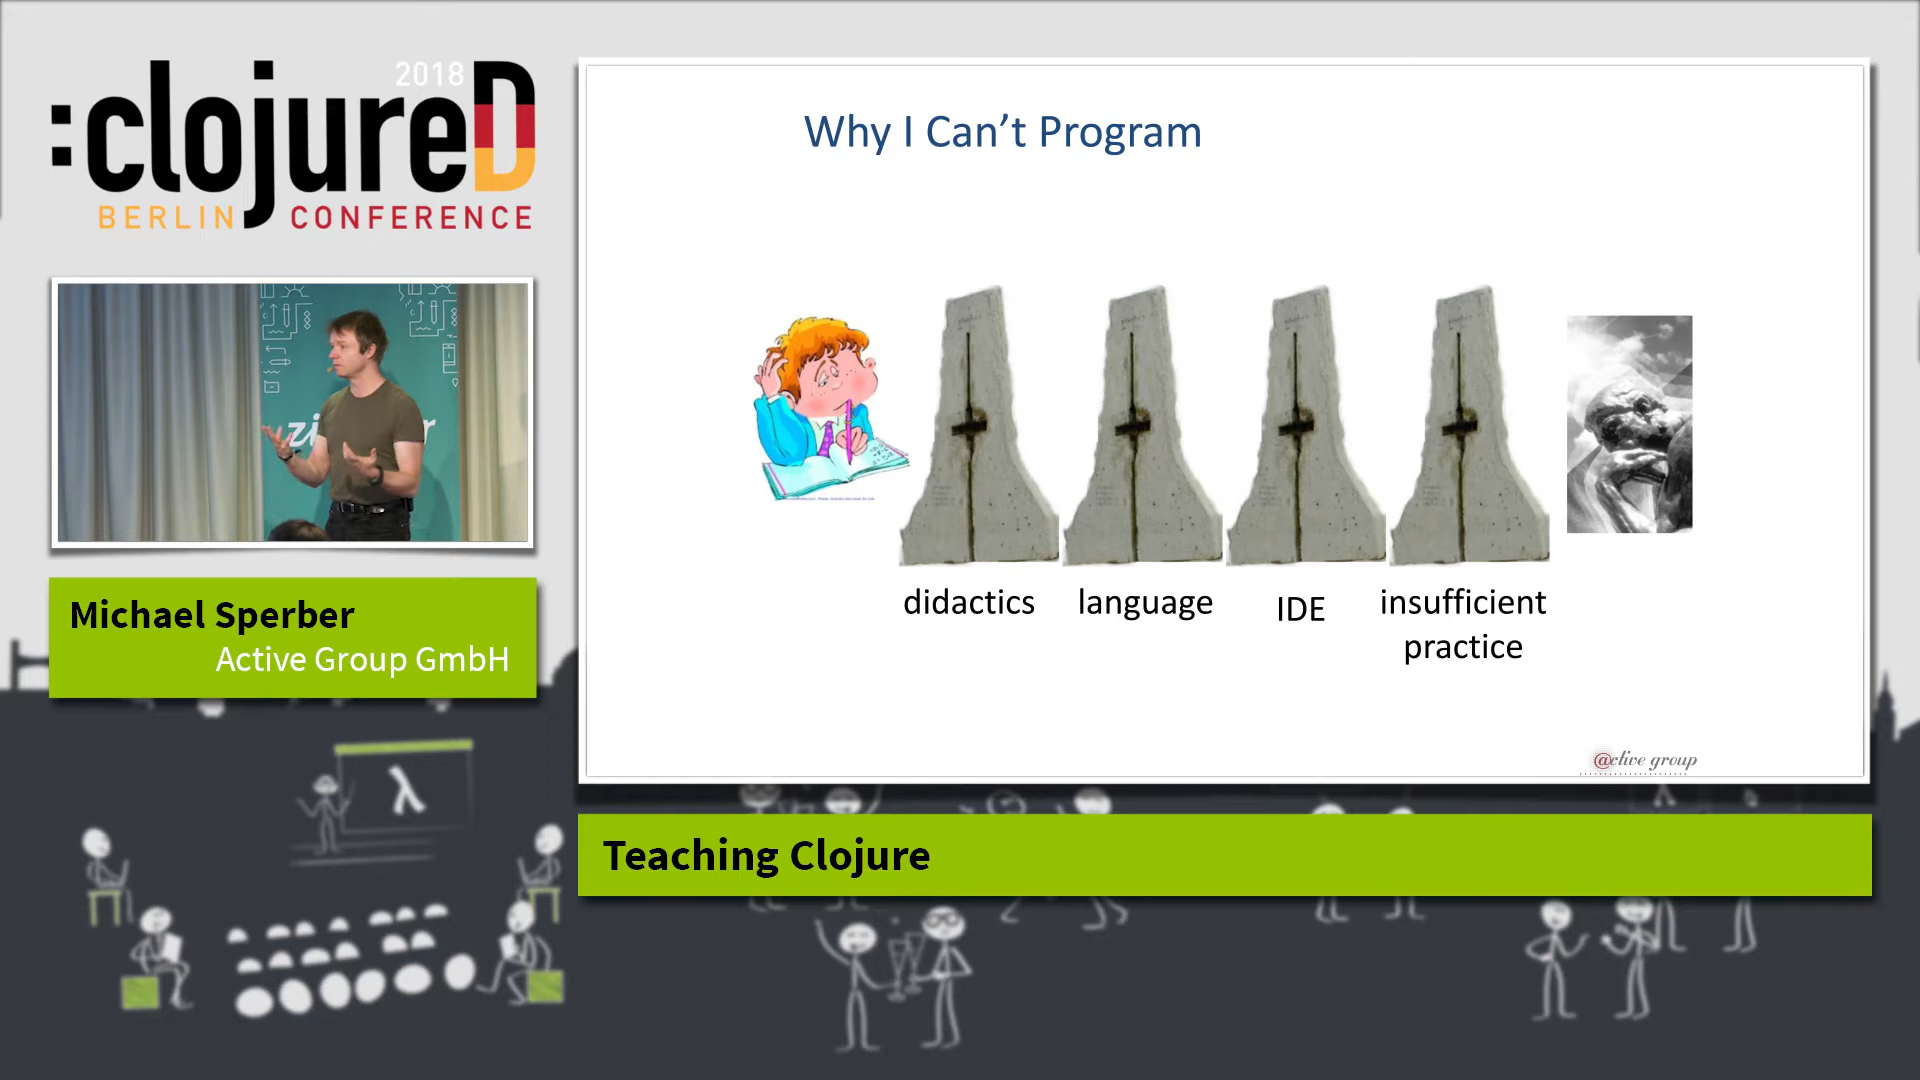 2018
:clojureD
BERLIN CONFERENCE
Why I Can't Program
didactics
language
IDE
insufficient
practice
@ctive group
Michael Sperber
Active Group GmbH
λ
Teaching Clojure